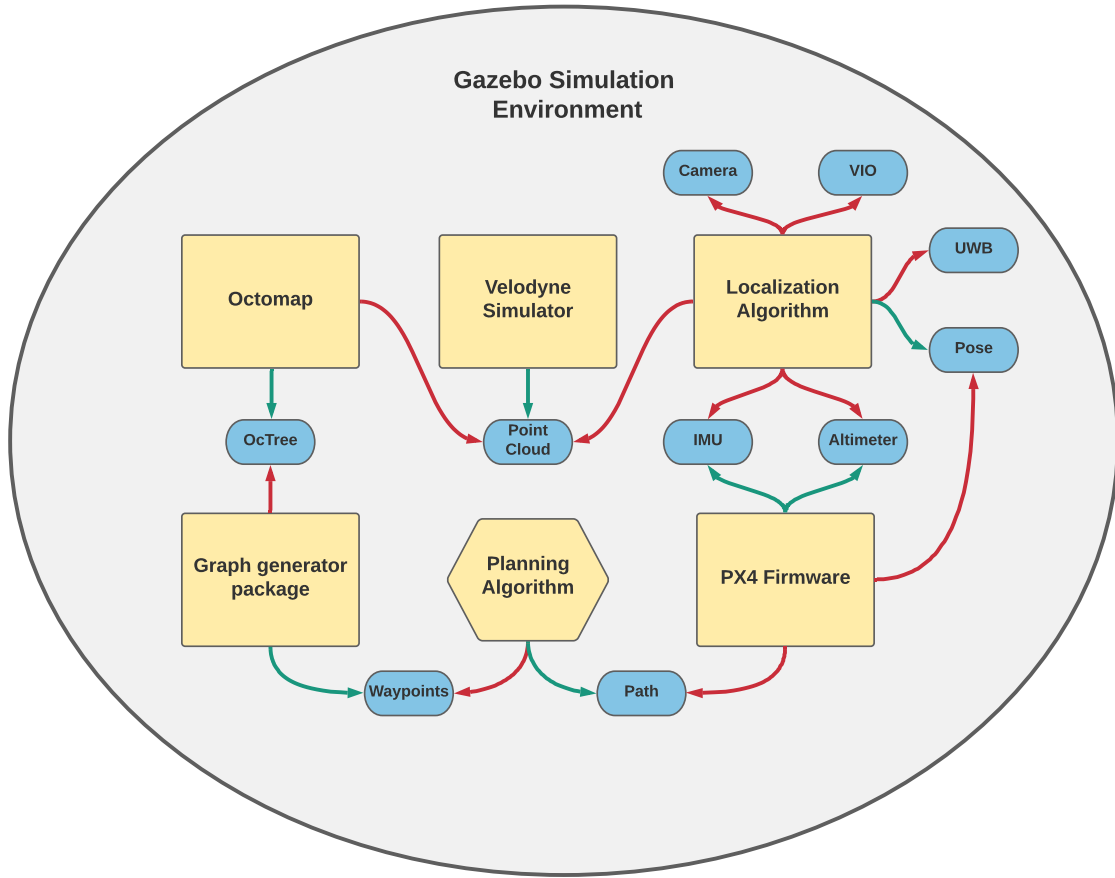 Gazebo Simulation
Environment
Camera
VIO
UWB
Octomap
Velodyne
Simulator
Localization
Algorithm
Pose
OcTree
Point
Cloud
IMU
Altimeter
Graph generator
package
Planning
Algorithm
PX4 Firmware
Waypoints
Path